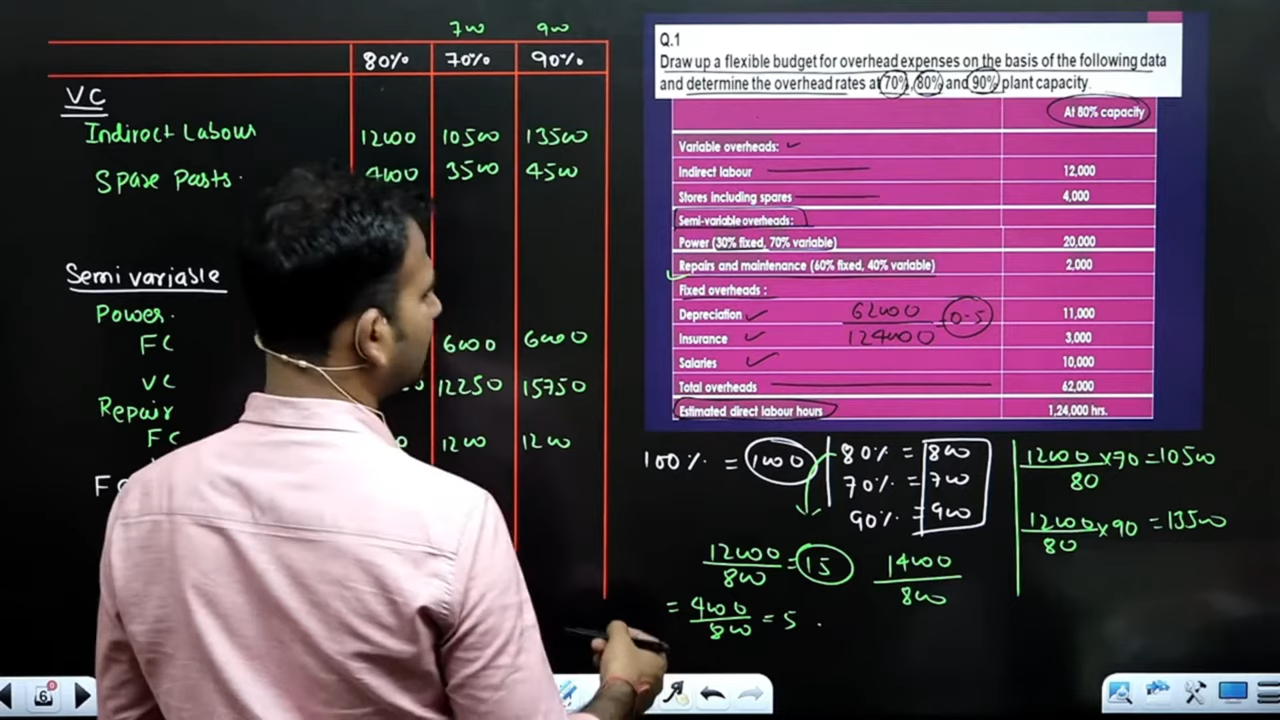 700 900
80% 70% 90%
VC
Indirect Labour 12000 10500 13500
Spare Parts. 4000 3500 4500
Semi variable
Power.
FC 6000 6000
VC 12250 15750
Repair
FC 1200 1200
Q.1
Draw up a flexible budget for overhead expenses on the basis of the following data
and determine the overhead rates at 70%, 80% and 90% plant capacity.
At 80% capacity
Variable overheads:
Indirect labour 12,000
Stores including spares 4,000
Semi-variable overheads:
Power (30% fixed, 70% variable) 20,000
Repairs and maintenance (60% fixed, 40% variable) 2,000
Fixed overheads :
Depreciation 11,000
Insurance 3,000
Salaries 10,000
Total overheads 62,000
Estimated direct labour hours 1,24,000 hrs.
62000 / 124000 0.5
100% = 1000
80% = 800
70% = 700
90% = 900
12000 / 80 × 70 = 10500
12000 / 80 × 90 = 13500
12000 / 800 = 15
14000 / 800
= 4000 / 800 = 5 .
6